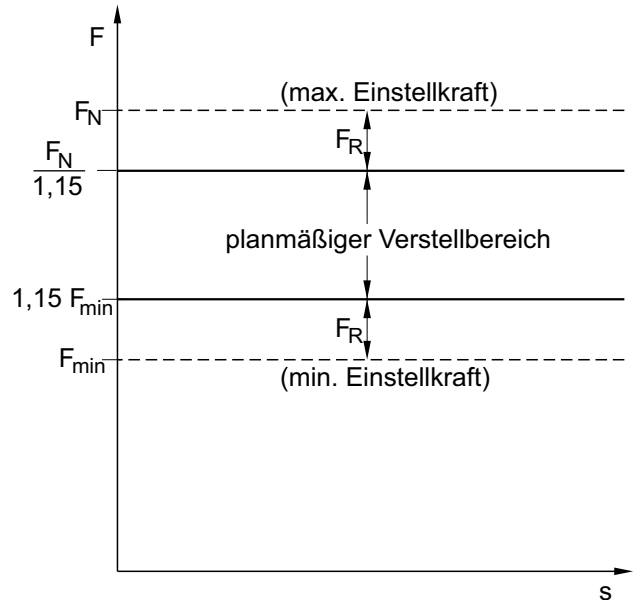 F
(max. Einstellkraft)
F_N
F_R
F_N
1,15
planmäßiger Verstellbereich
1,15 F_min
F_R
F_min
(min. Einstellkraft)
s